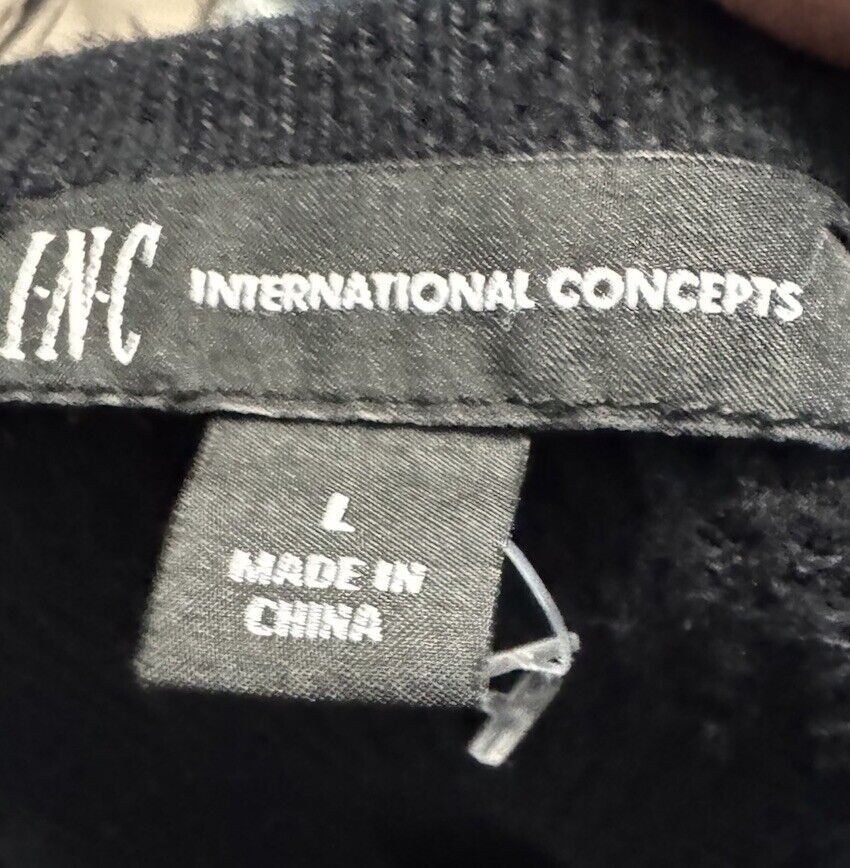 I·N·C INTERNATIONAL CONCEPTS
L
MADE IN
CHINA